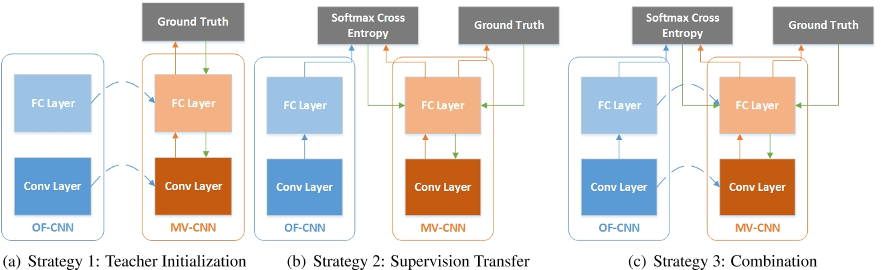 Ground Truth
FC Layer
FC Layer
Conv Layer
Conv Layer
OF-CNN
MV-CNN
(a) Strategy 1: Teacher Initialization
Softmax Cross
Entropy
Ground Truth
FC Layer
FC Layer
Conv Layer
Conv Layer
OF-CNN
MV-CNN
(b) Strategy 2: Supervision Transfer
Softmax Cross
Entropy
Ground Truth
FC Layer
FC Layer
Conv Layer
Conv Layer
OF-CNN
MV-CNN
(c) Strategy 3: Combination